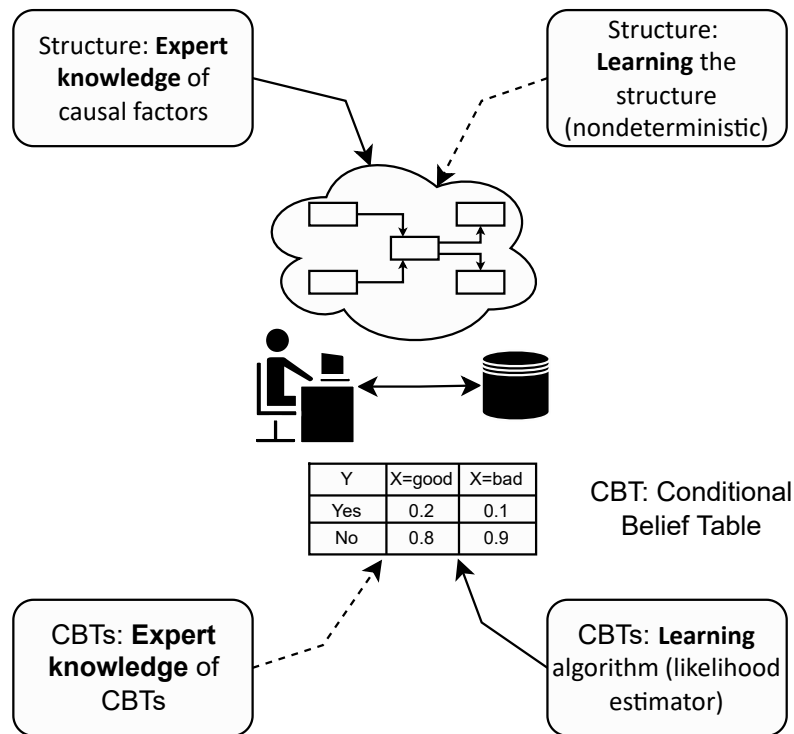 Structure: Expert
knowledge of
causal factors
Structure:
Learning the
structure
(nondeterministic)
Y X=good X=bad
Yes 0.2 0.1
No 0.8 0.9
CBT: Conditional
Belief Table
CBTs: Expert
knowledge of
CBTs
CBTs: Learning
algorithm (likelihood
estimator)